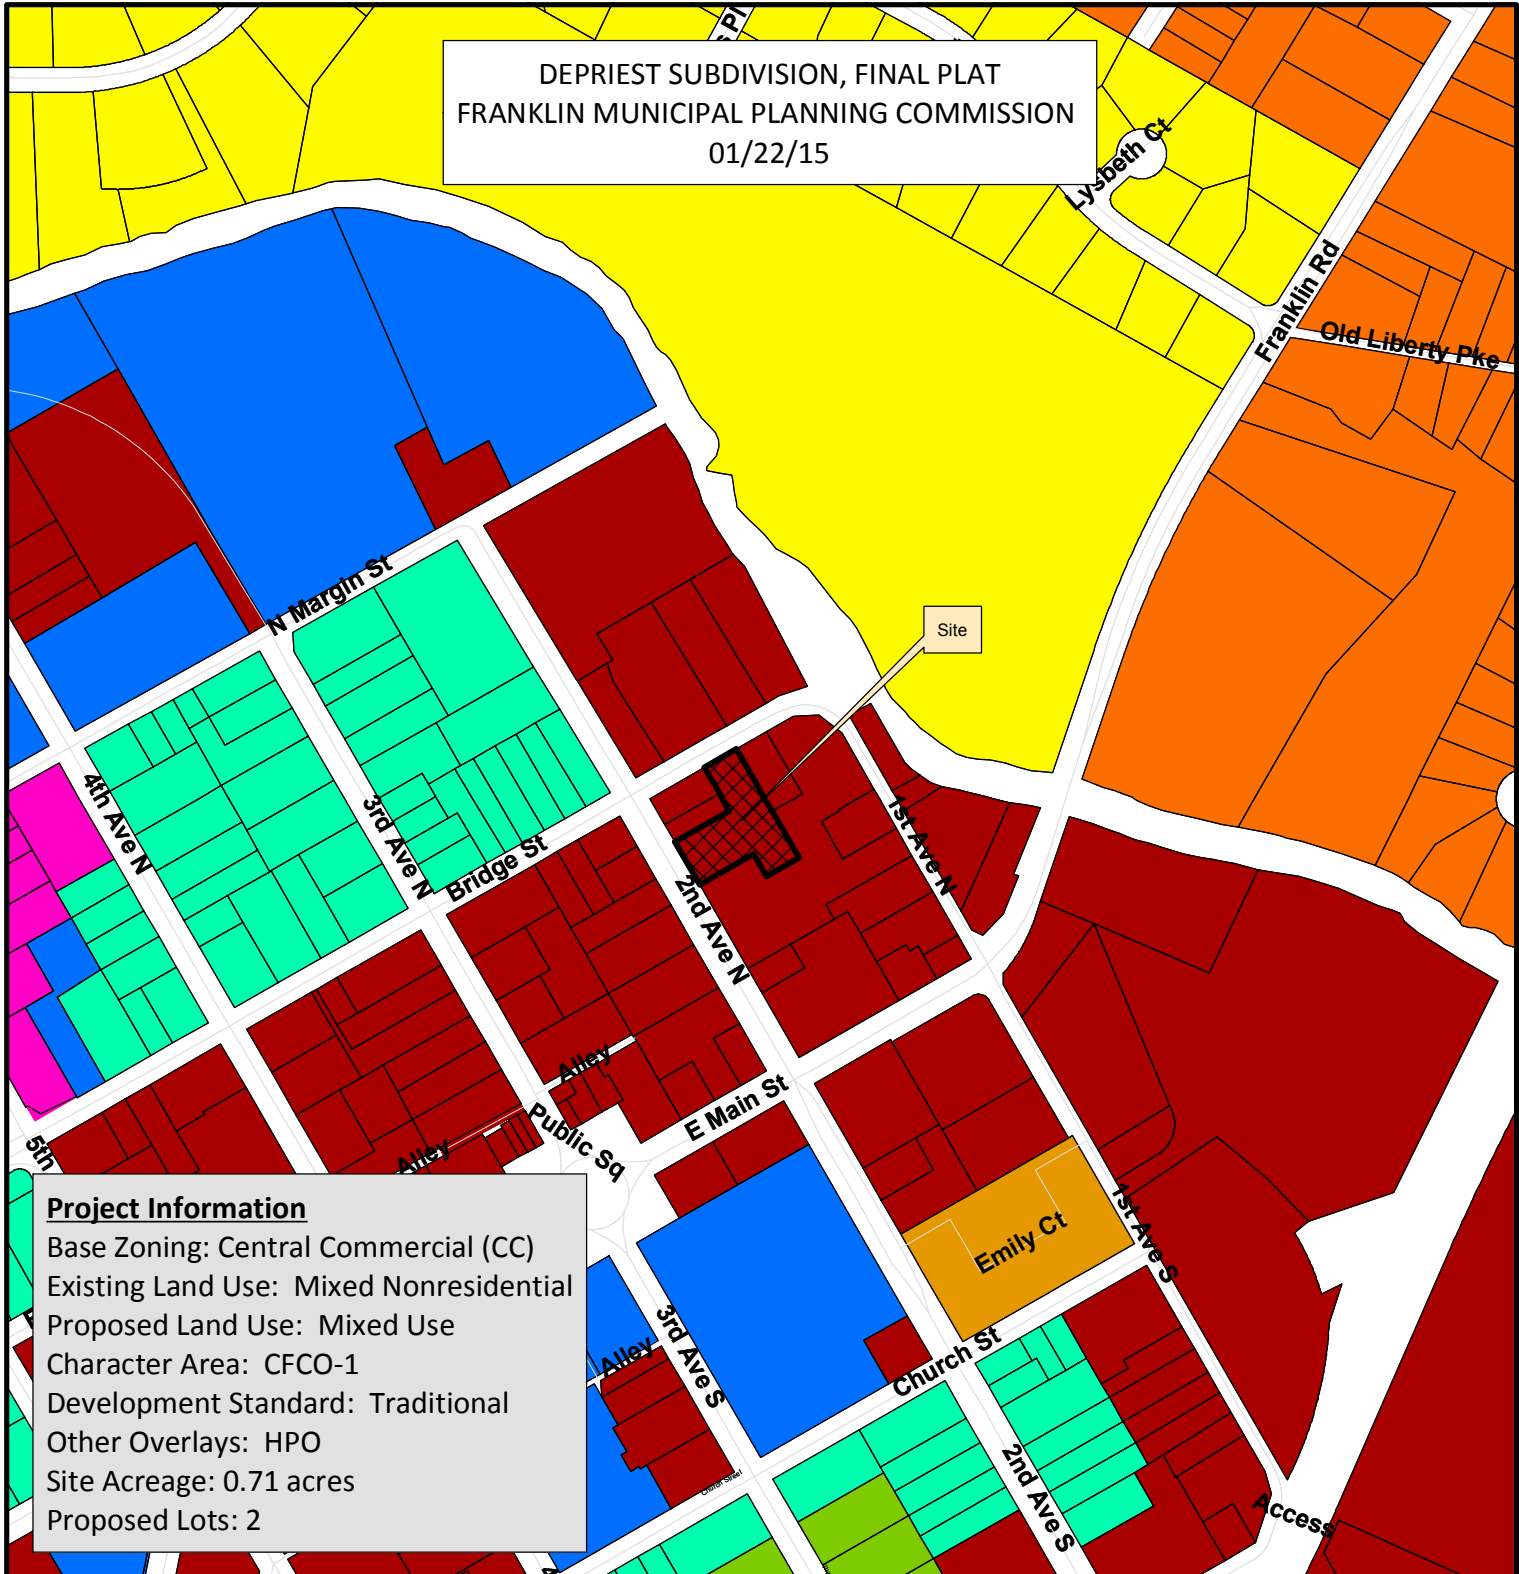 s Pl
DEPRIEST SUBDIVISION, FINAL PLAT
FRANKLIN MUNICIPAL PLANNING COMMISSION
01/22/15
Lysbeth Ct
Franklin Rd
Old Liberty Pke
N Margin St
Site
4th Ave N
3rd Ave N
Bridge St
2nd Ave N
1st Ave N
Alley
Public Sq
E Main St
Alley
5th
Emily Ct
1st Ave S
3rd Ave S
Alley
Church St
2nd Ave S
Church Street
Access
Project Information
Base Zoning: Central Commercial (CC)
Existing Land Use: Mixed Nonresidential
Proposed Land Use: Mixed Use
Character Area: CFCO-1
Development Standard: Traditional
Other Overlays: HPO
Site Acreage: 0.71 acres
Proposed Lots: 2